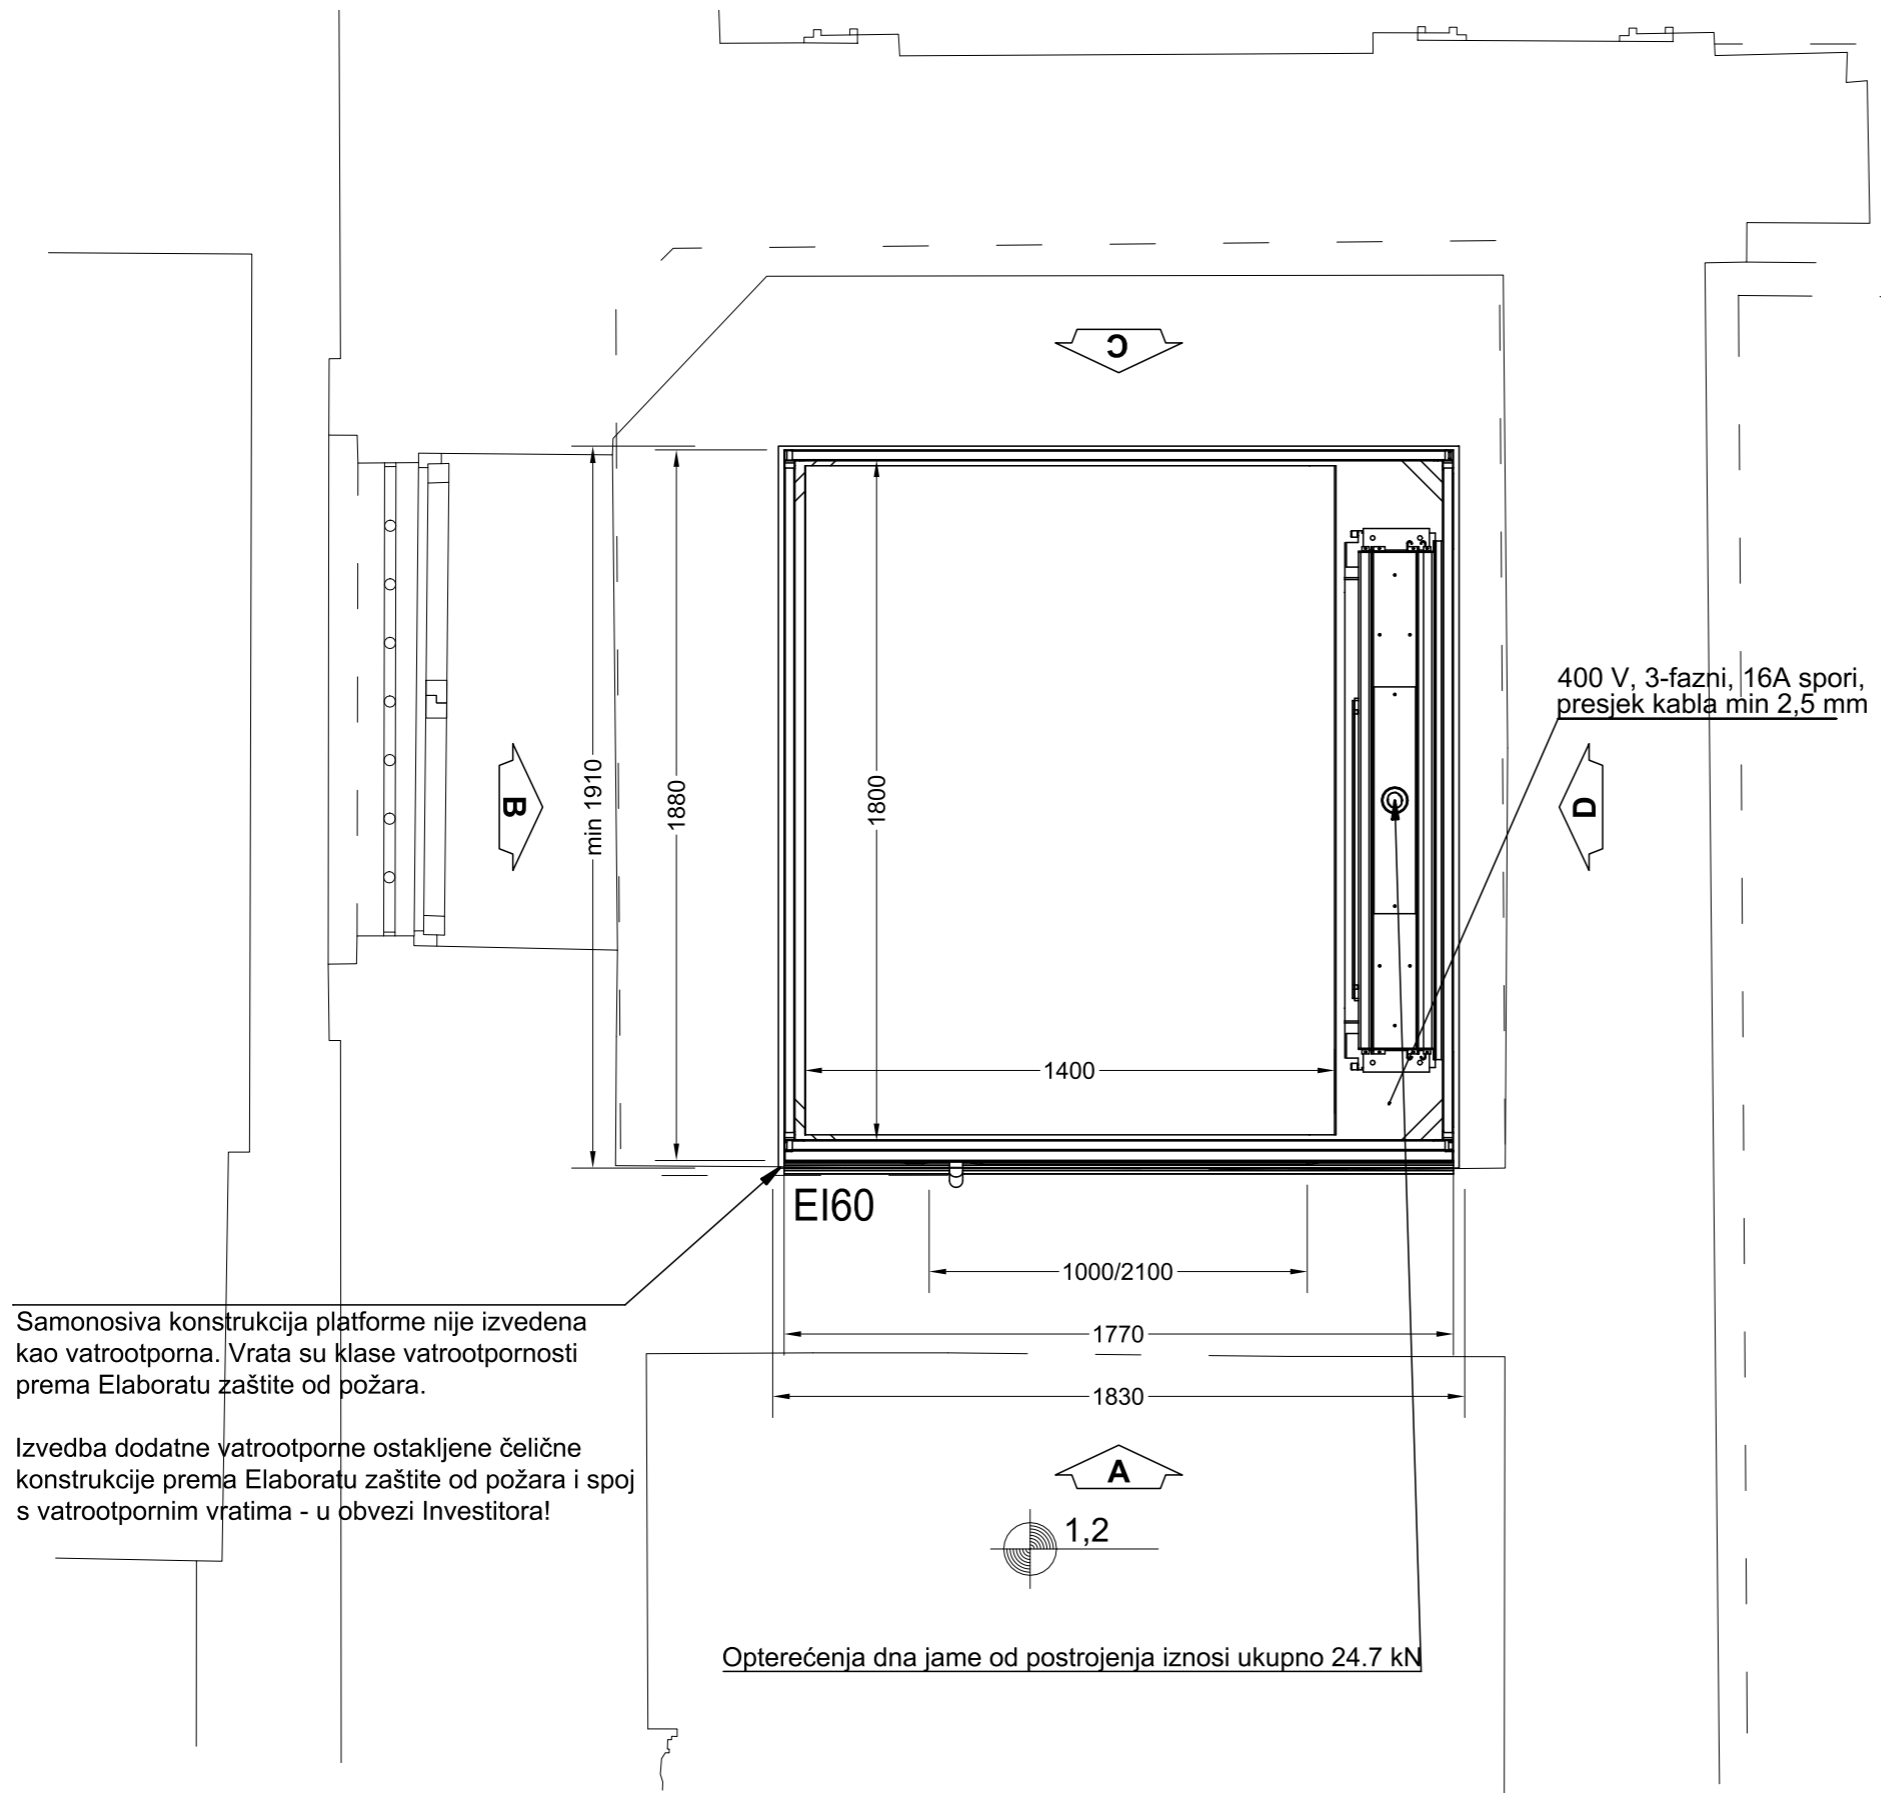 C
400 V, 3-fazni, 16A spori,
presjek kabla min 2,5 mm
B
min 1910
1880
1800
D
1400
EI60
1000/2100
1770
1830
Samonosiva konstrukcija platforme nije izvedena
kao vatrootporna. Vrata su klase vatrootpornosti
prema Elaboratu zaštite od požara.
Izvedba dodatne vatrootporne ostakljene čelične
konstrukcije prema Elaboratu zaštite od požara i spoj
s vatrootpornim vratima - u obvezi Investitora!
A
1,2
Opterećenja dna jame od postrojenja iznosi ukupno 24.7 kN